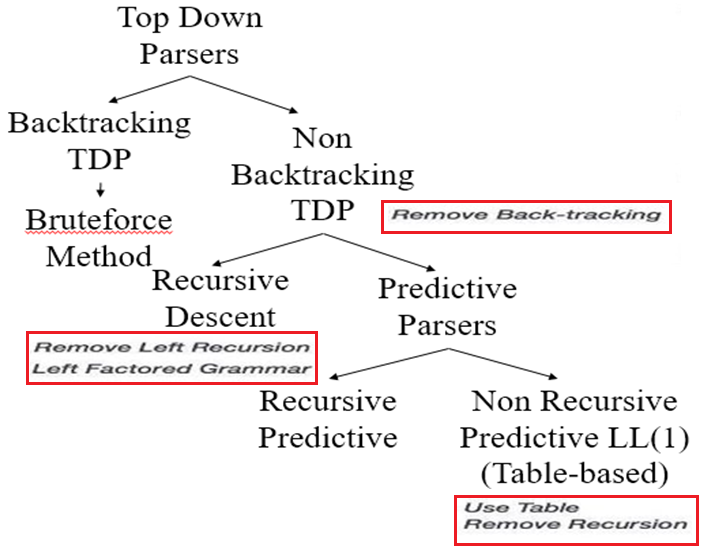 Top Down
Parsers
Backtracking
TDP
Bruteforce
Method
Non
Backtracking
TDP
Remove Back-tracking
Recursive
Descent
Remove Left Recursion
Left Factored Grammar
Predictive
Parsers
Recursive
Predictive
Non Recursive
Predictive LL(1)
(Table-based)
Use Table
Remove Recursion